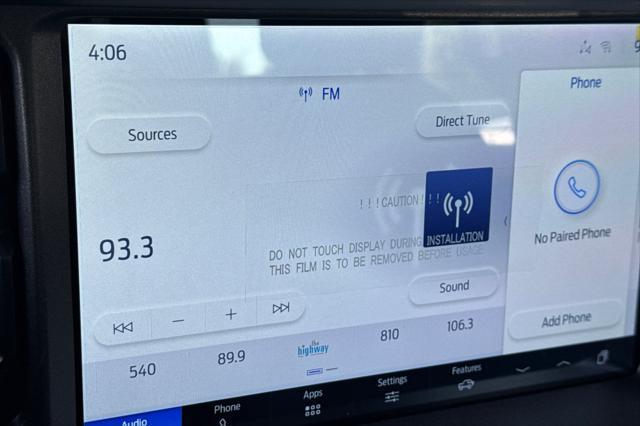 4:06
FM
Phone
Sources
Direct Tune
! ! ! CAUTION ! ! !
93.3
No Paired Phone
DO NOT TOUCH DISPLAY DURING INSTALLATION
THIS FILM IS TO BE REMOVED BEFORE USAGE
Sound
Add Phone
540
89.9
the highway
810
106.3
Audio
Phone
Apps
Settings
Features